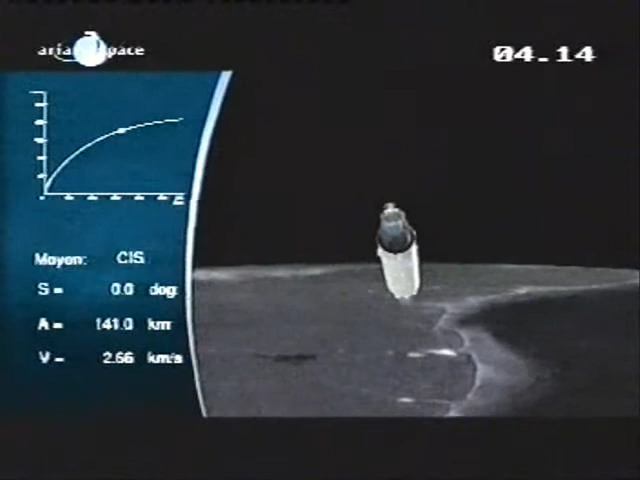 arianespace
04.14
Moyen: CIS
S = 0.0 deg
A = 141.0 km
V = 2.66 km/s